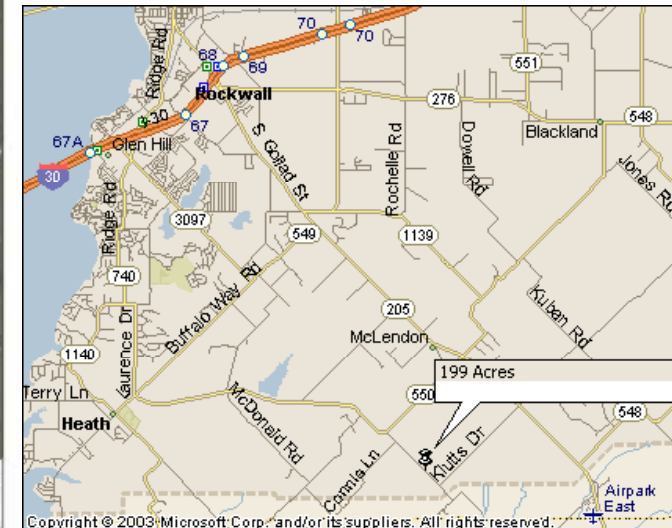 70
70
68
69
Ridge Rd
Rockwall
551
276
548
I-30
67
Blackland
67A
Glen Hill
30
S Goliad St
Rochelle Rd
Dowell Rd
Jones Rd
Ridge Rd
3097
549
1139
740
Buffalo Way Rd
205
Kuban Rd
Laurence Dr
McLendon
1140
199 Acres
Terry Ln
550
548
McDonald Rd
Heath
Connie Ln
Klutts Dr
Airpark
East
Copyright © 2003 Microsoft Corp. and/or its suppliers. All rights reserved.